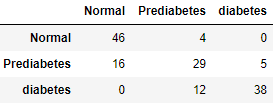 Normal Prediabetes diabetes
Normal 46 4 0
Prediabetes 16 29 5
diabetes 0 12 38